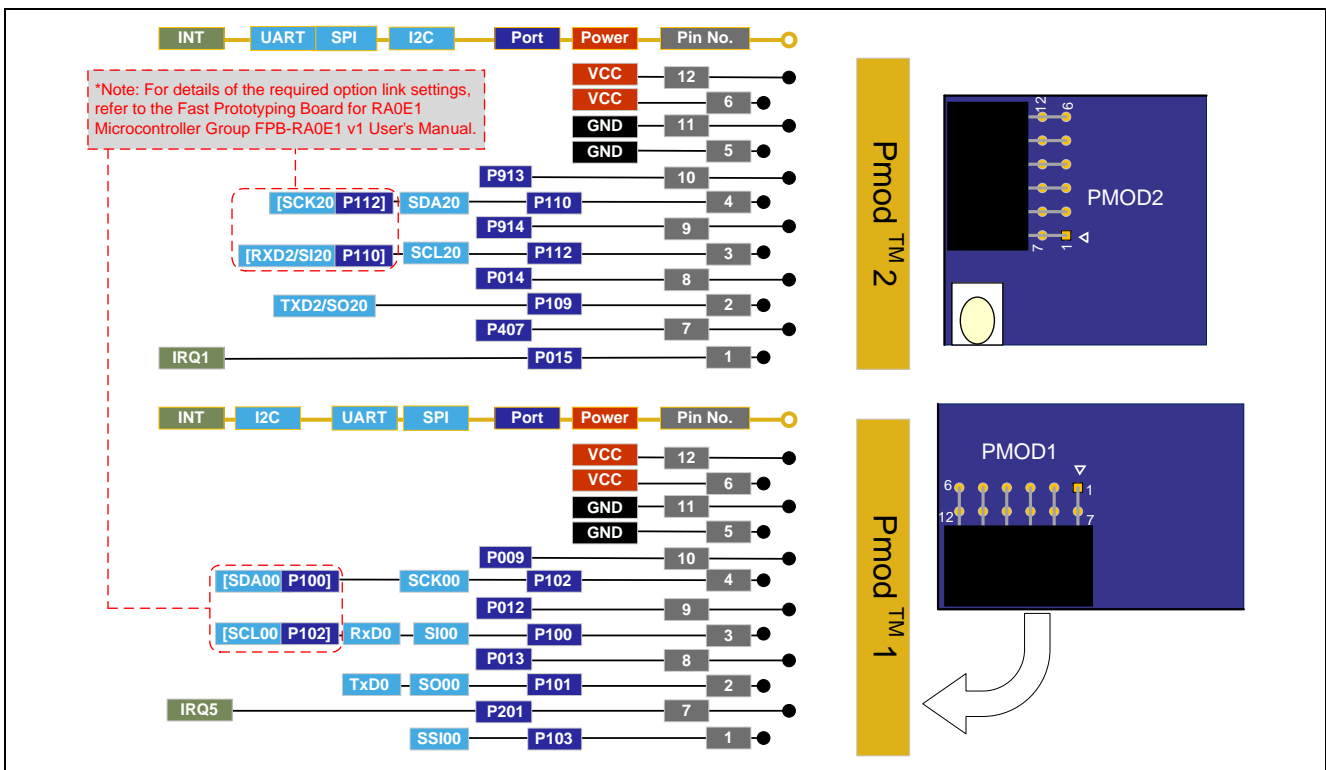 INT UART SPI I2C Port Power Pin No.
*Note: For details of the required option link settings,
refer to the Fast Prototyping Board for RA0E1
Microcontroller Group FPB-RA0E1 v1 User's Manual.
VCC 12
VCC 6
GND 11
GND 5
P913 10
[SCK20 P112] SDA20 P110 4
P914 9
[RXD2/SI20 P110] SCL20 P112 3
P014 8
TXD2/SO20 P109 2
P407 7
IRQ1 P015 1
Pmod ™ 2
12 6
PMOD2
7 1
INT I2C UART SPI Port Power Pin No.
VCC 12
VCC 6
GND 11
GND 5
P009 10
[SDA00 P100] SCK00 P102 4
P012 9
[SCL00 P102] RxD0 SI00 P100 3
P013 8
TxD0 SO00 P101 2
IRQ5 P201 7
SSI00 P103 1
Pmod ™ 1
PMOD1
6 1
12 7